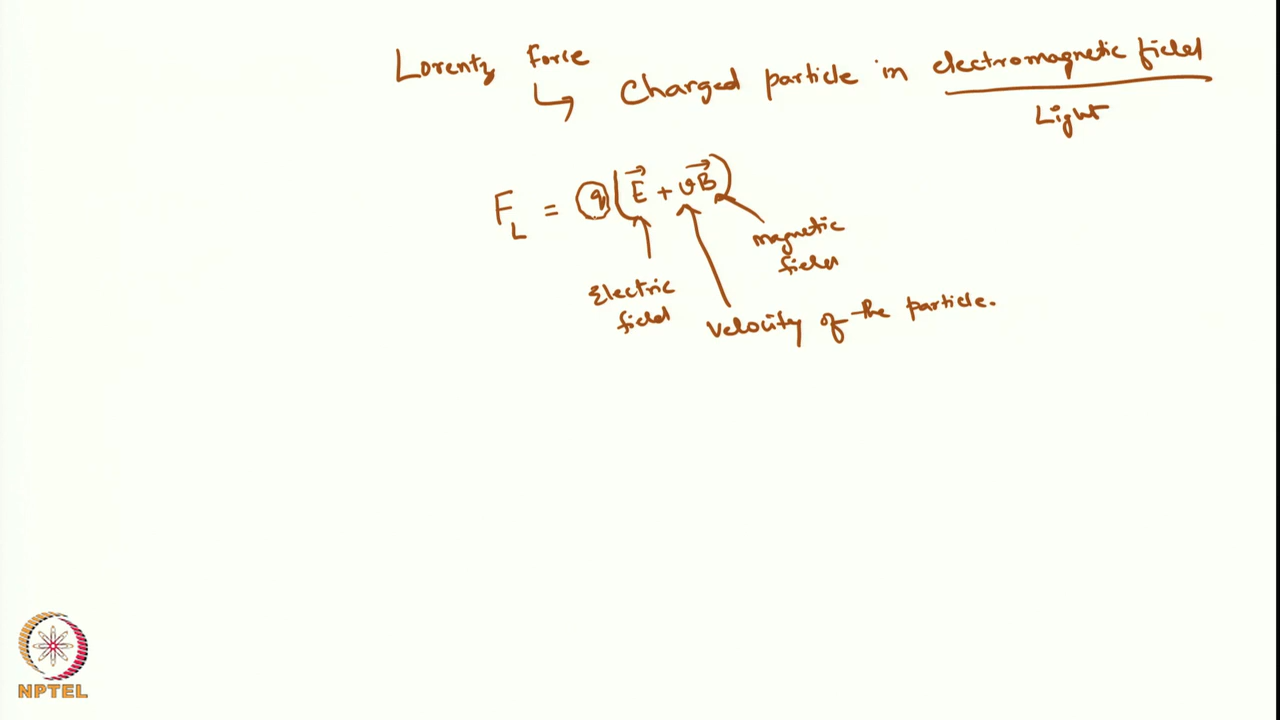 Lorentz force
↳ Charged particle in electromagnetic field
Light
F_L = q(E⃗ + vB⃗)
magnetic
field
Electric
field
Velocity of the particle.
NPTEL